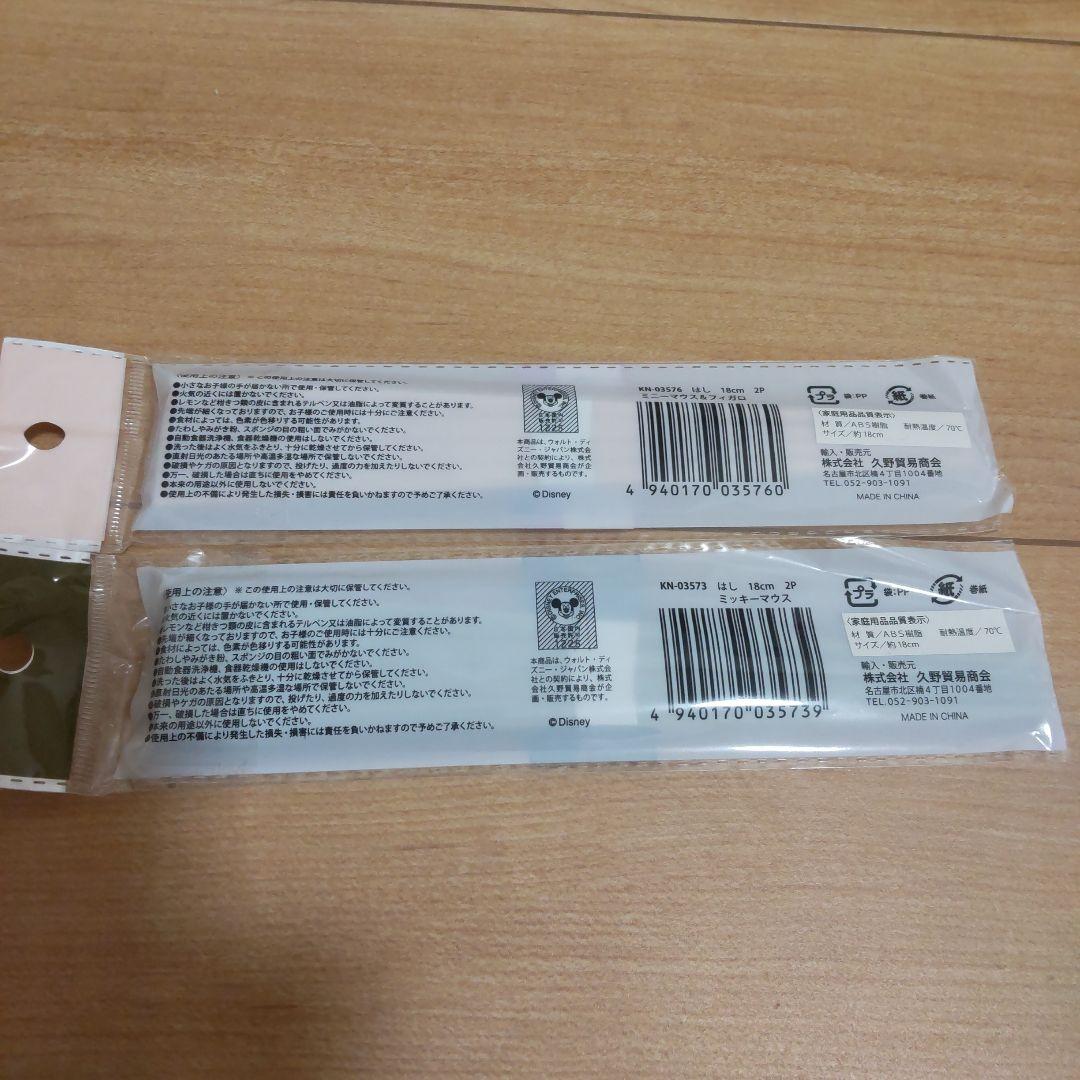 〈使用上の注意〉 ※この使用上の注意は大切に保管してください。
●小さなお子様の手が届かない所で使用・保管してください。
●火気の近くには置かないでください。
●レモンなど柑きつ類の皮に含まれるテルペン又は油脂によって変質することがあります。
●先端が細くなっておりますので、お子様のご使用時には十分にご注意ください。
●食材によっては、色素が色移りする可能性があります。
●たわしやみがき粉、スポンジの目の粗い面でみがかないでください。
●自動食器洗浄機、食器乾燥機の使用はしないでください。
●洗った後はよく水気をふきとり、十分に乾燥させてから保管してください。
●直射日光のあたる場所や高温多湿な場所で保管しないでください。
●破損やケガの原因となりますので、投げたり、過度の力を加えたりしないでください。
●万一、破損した場合は直ちに使用をやめてください。
●本来の用途以外に使用しないでください。
●使用上の不備により発生した損失・損害には責任を負いかねますので予めご了承ください。
1225
本商品は、ウォルト・ディ
ズニー・ジャパン株式会
社との契約により、株式
会社久野貿易商会が企
画・販売するものです。
©Disney
KN-03576 はし 18cm 2P
ミニーマウス&フィガロ
4 940170 035760
プラ 袋:PP 紙 巻紙
〈家庭用品品質表示〉
材 質/ABS樹脂 耐熱温度/70℃
サイズ/約18cm
輸入・販売元
株式会社 久野貿易商会
名古屋市北区楠4丁目1004番地
TEL.052-903-1091
MADE IN CHINA
使用上の注意〉 ※この使用上の注意は大切に保管してください。
小さなお子様の手が届かない所で使用・保管してください。
火気の近くには置かないでください。
レモンなど柑きつ類の皮に含まれるテルペン又は油脂によって変質することがあります。
●先端が細くなっておりますので、お子様のご使用時には十分にご注意ください。
●食材によっては、色素が色移りする可能性があります。
●たわしやみがき粉、スポンジの目の粗い面でみがかないでください。
●自動食器洗浄機、食器乾燥機の使用はしないでください。
●洗った後はよく水気をふきとり、十分に乾燥させてから保管してください。
●直射日光のあたる場所や高温多湿な場所で保管しないでください。
●破損やケガの原因となりますので、投げたり、過度の力を加えたりしないでください。
●万一、破損した場合は直ちに使用をやめてください。
●本来の用途以外に使用しないでください。
●使用上の不備により発生した損失・損害には責任を負いかねますので予めご了承ください。
1225
本商品は、ウォルト・ディ
ズニー・ジャパン株式会
社との契約により、株式
会社久野貿易商会が企
画・販売するものです。
©Disney
KN-03573 はし 18cm 2P
ミッキーマウス
4 940170 035739
プラ 袋:PP 紙 巻紙
〈家庭用品品質表示〉
材 質/ABS樹脂 耐熱温度/70℃
サイズ/約18cm
輸入・販売元
株式会社 久野貿易商会
名古屋市北区楠4丁目1004番地
TEL.052-903-1091
MADE IN CHINA